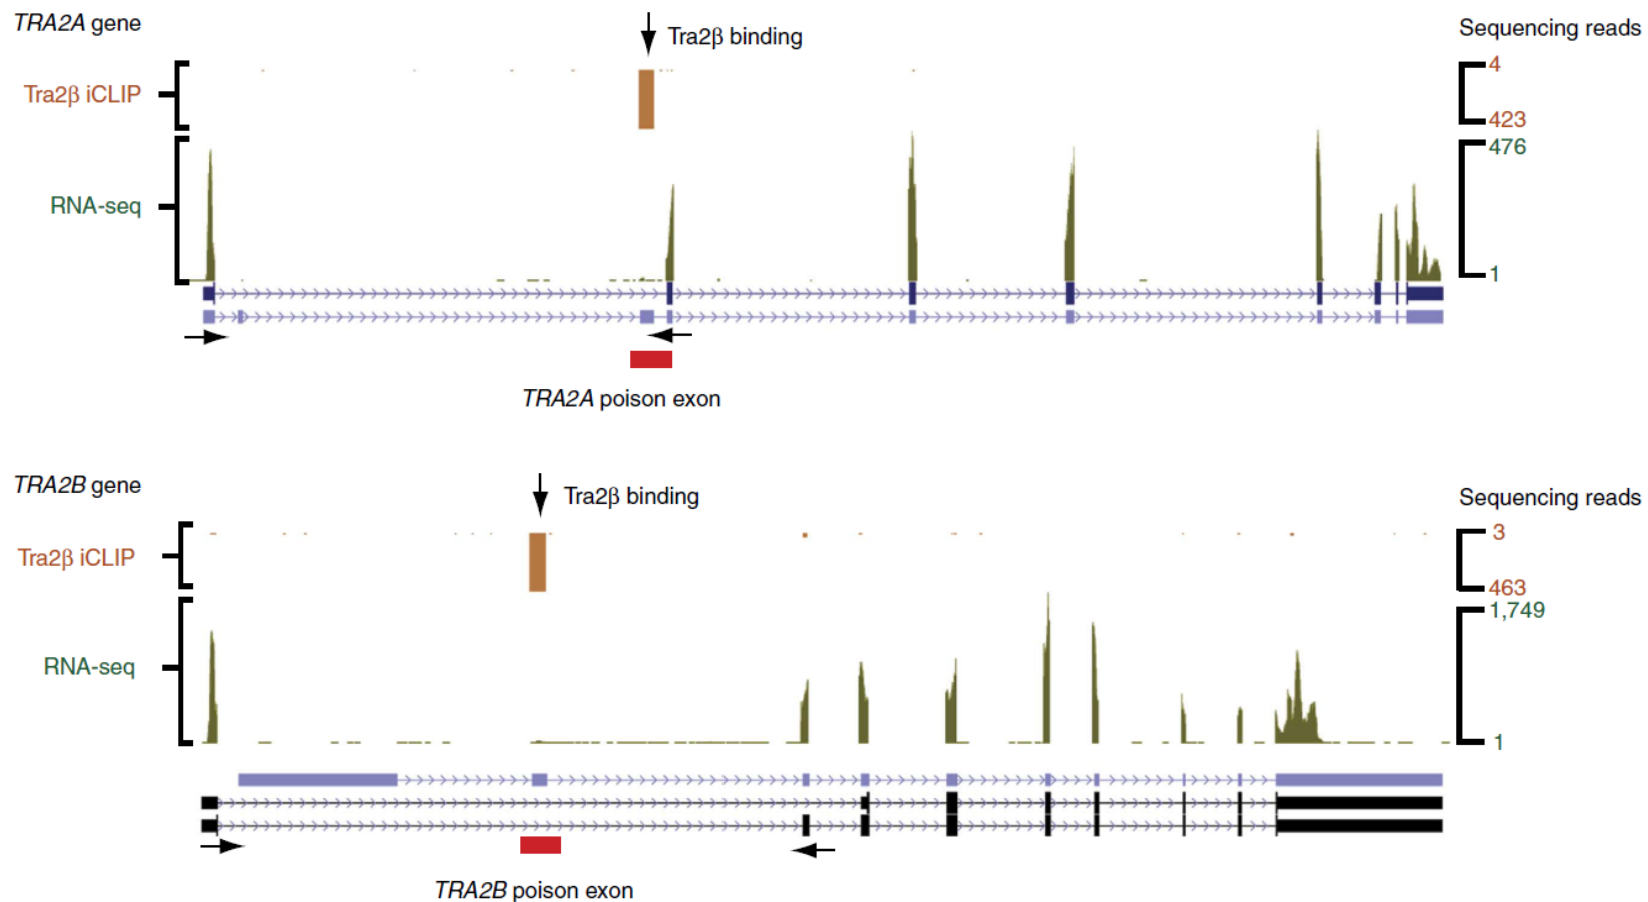 TRA2A gene
Tra2β binding
Sequencing reads
Tra2β iCLIP
4
423
RNA-seq
476
1
TRA2A poison exon
TRA2B gene
Tra2β binding
Sequencing reads
Tra2β iCLIP
3
463
RNA-seq
1,749
1
TRA2B poison exon